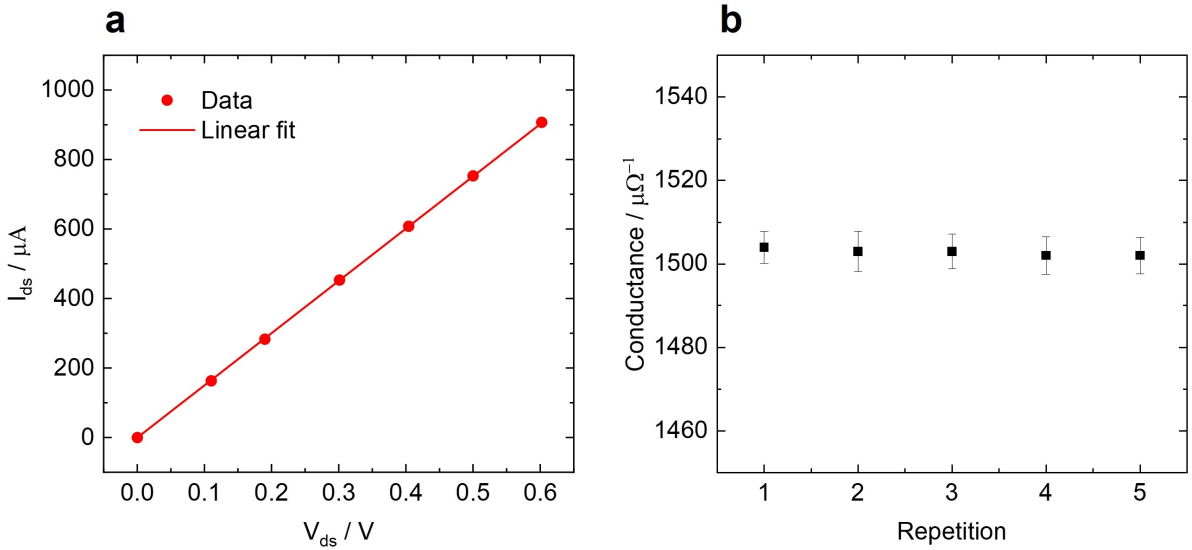 a
1000
800
600
400
200
0
Data
Linear fit
I_ds / μA
0.0 0.1 0.2 0.3 0.4 0.5 0.6
V_ds / V
b
1540
1520
1500
1480
1460
Conductance / μΩ⁻¹
1 2 3 4 5
Repetition